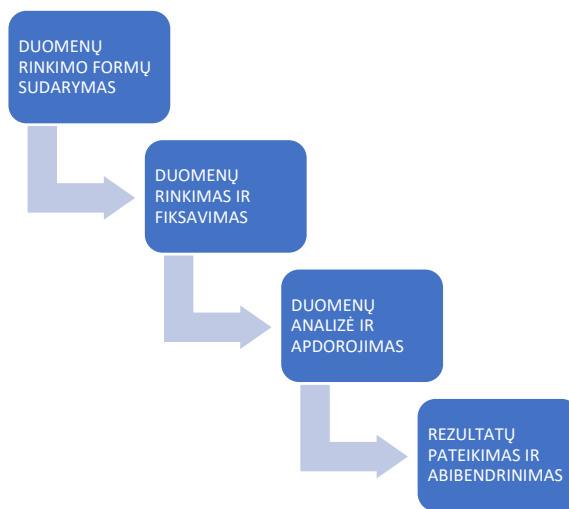 DUOMENŲ
RINKIMO FORMŲ
SUDARYMAS
DUOMENŲ
RINKIMAS IR
FIKSAVIMAS
DUOMENŲ
ANALIZĖ IR
APDOROJIMAS
REZULTATŲ
PATEIKIMAS IR
ABIBENDRINIMAS